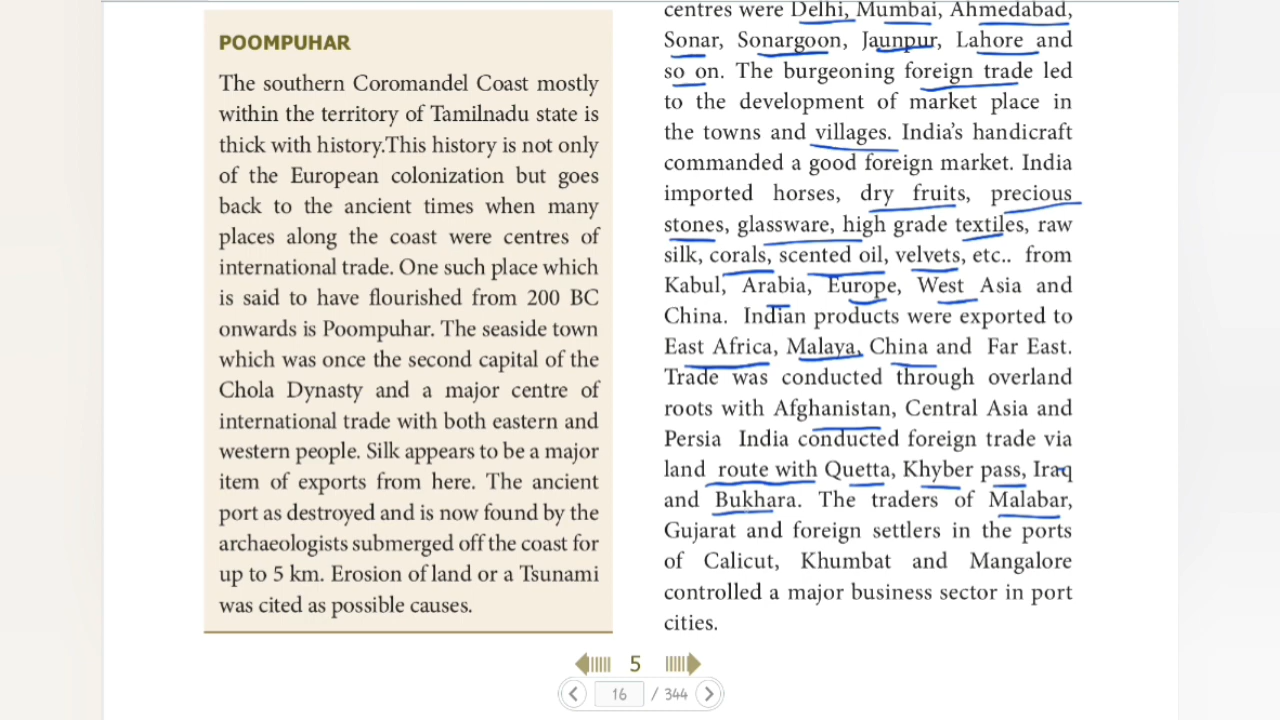 POOMPUHAR
The southern Coromandel Coast mostly
within the territory of Tamilnadu state is
thick with history.This history is not only
of the European colonization but goes
back to the ancient times when many
places along the coast were centres of
international trade. One such place which
is said to have flourished from 200 BC
onwards is Poompuhar. The seaside town
which was once the second capital of the
Chola Dynasty and a major centre of
international trade with both eastern and
western people. Silk appears to be a major
item of exports from here. The ancient
port as destroyed and is now found by the
archaeologists submerged off the coast for
up to 5 km. Erosion of land or a Tsunami
was cited as possible causes.
centres were Delhi, Mumbai, Ahmedabad,
Sonar, Sonargoon, Jaunpur, Lahore and
so on. The burgeoning foreign trade led
to the development of market place in
the towns and villages. India’s handicraft
commanded a good foreign market. India
imported horses, dry fruits, precious
stones, glassware, high grade textiles, raw
silk, corals, scented oil, velvets, etc.. from
Kabul, Arabia, Europe, West Asia and
China. Indian products were exported to
East Africa, Malaya, China and Far East.
Trade was conducted through overland
roots with Afghanistan, Central Asia and
Persia India conducted foreign trade via
land route with Quetta, Khyber pass, Iraq
and Bukhara. The traders of Malabar,
Gujarat and foreign settlers in the ports
of Calicut, Khumbat and Mangalore
controlled a major business sector in port
cities.
5
16 / 344